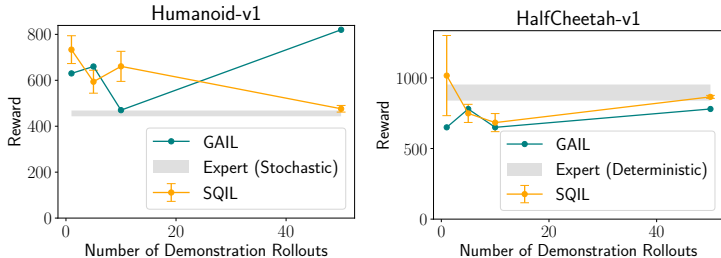 Humanoid-v1
800
600
400
200
0
Reward
GAIL
Expert (Stochastic)
SQIL
0
20
40
Number of Demonstration Rollouts
HalfCheetah-v1
1000
500
0
Reward
GAIL
Expert (Deterministic)
SQIL
0
20
40
Number of Demonstration Rollouts